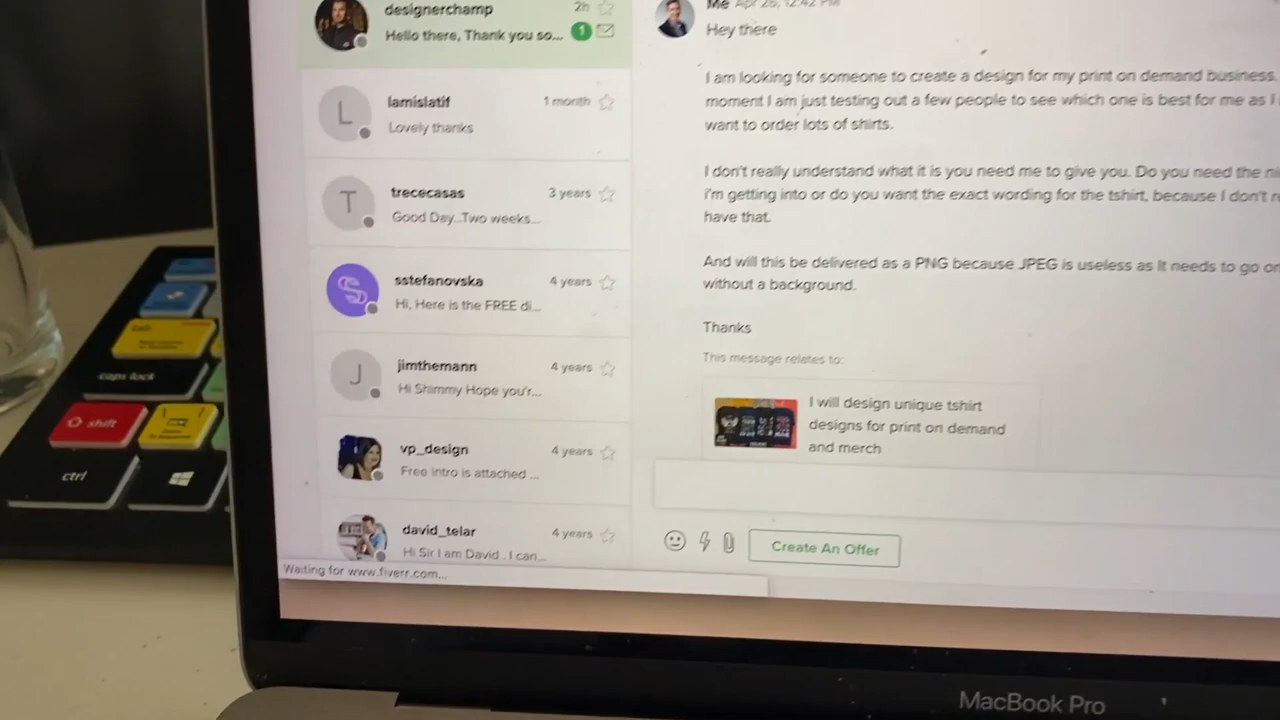 designerchamp 2h
Hello there, Thank you so... 1
L lamislatif 1 month
Lovely thanks
T trececasas 3 years
Good Day...Two weeks...
S sstefanovska 4 years
Hi, Here is the FREE di...
J jimthemann 4 years
Hi Shimmy Hope you'r...
vp_design 4 years
Free intro is attached ...
david_telar 4 years
Hi Sir I am David . I can...
Waiting for www.fiverr.com...
Me Apr 26, 12:42 PM
Hey there
I am looking for someone to create a design for my print on demand business.
moment I am just testing out a few people to see which one is best for me as I
want to order lots of shirts.
I don't really understand what it is you need me to give you. Do you need the
i'm getting into or do you want the exact wording for the tshirt, because I don't
have that.
And will this be delivered as a PNG because JPEG is useless as it needs to go on
without a background.
Thanks
This message relates to:
I will design unique tshirt
designs for print on demand
and merch
Create An Offer
caps lock
shift
ctrl
MacBook Pro